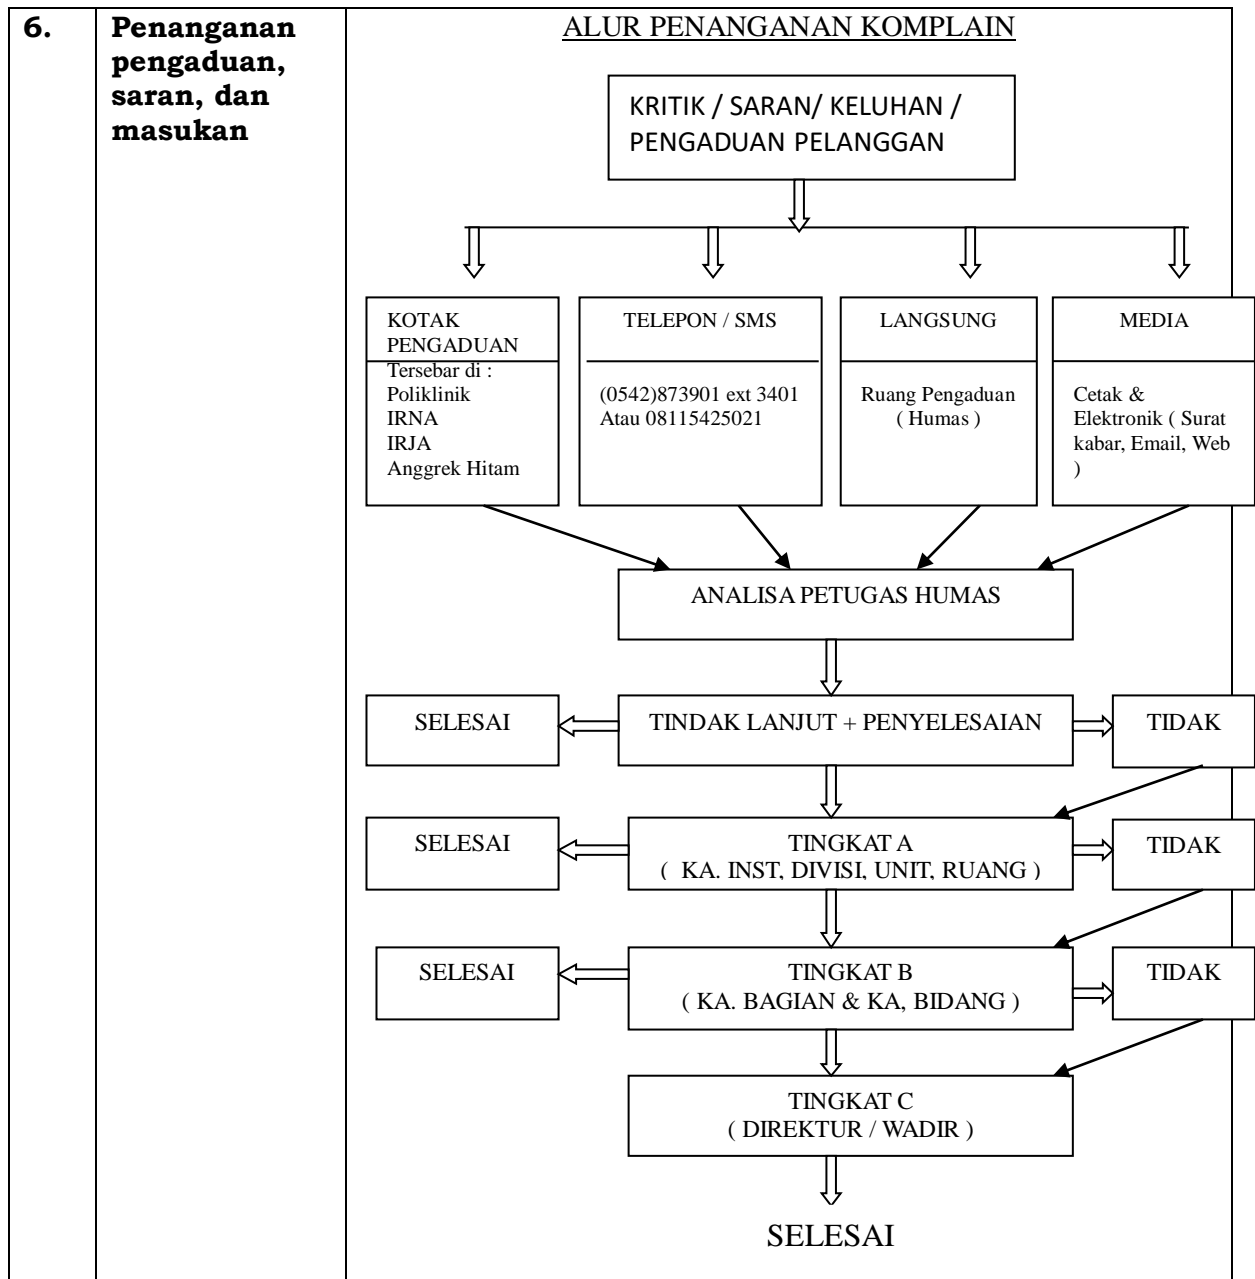 6.
Penanganan
pengaduan,
saran, dan
masukan
ALUR PENANGANAN KOMPLAIN
KRITIK / SARAN/ KELUHAN /
PENGADUAN PELANGGAN
KOTAK
PENGADUAN
Tersebar di :
Poliklinik
IRNA
IRJA
Anggrek Hitam
TELEPON / SMS
(0542)873901 ext 3401
Atau 08115425021
LANGSUNG
Ruang Pengaduan
( Humas )
MEDIA
Cetak &
Elektronik ( Surat
kabar, Email, Web
)
ANALISA PETUGAS HUMAS
SELESAI
TINDAK LANJUT + PENYELESAIAN
TIDAK
SELESAI
TINGKAT A
( KA. INST, DIVISI, UNIT, RUANG )
TIDAK
SELESAI
TINGKAT B
( KA. BAGIAN & KA, BIDANG )
TIDAK
TINGKAT C
( DIREKTUR / WADIR )
SELESAI